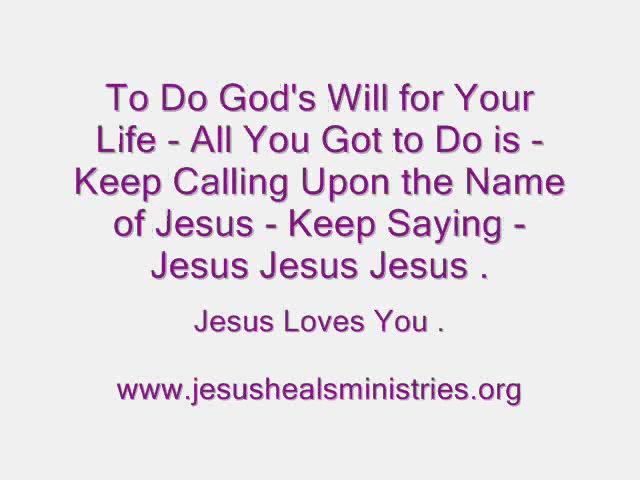 To Do God's Will for Your
Life - All You Got to Do is -
Keep Calling Upon the Name
of Jesus - Keep Saying -
Jesus Jesus Jesus .
Jesus Loves You .
www.jesushealsministries.org